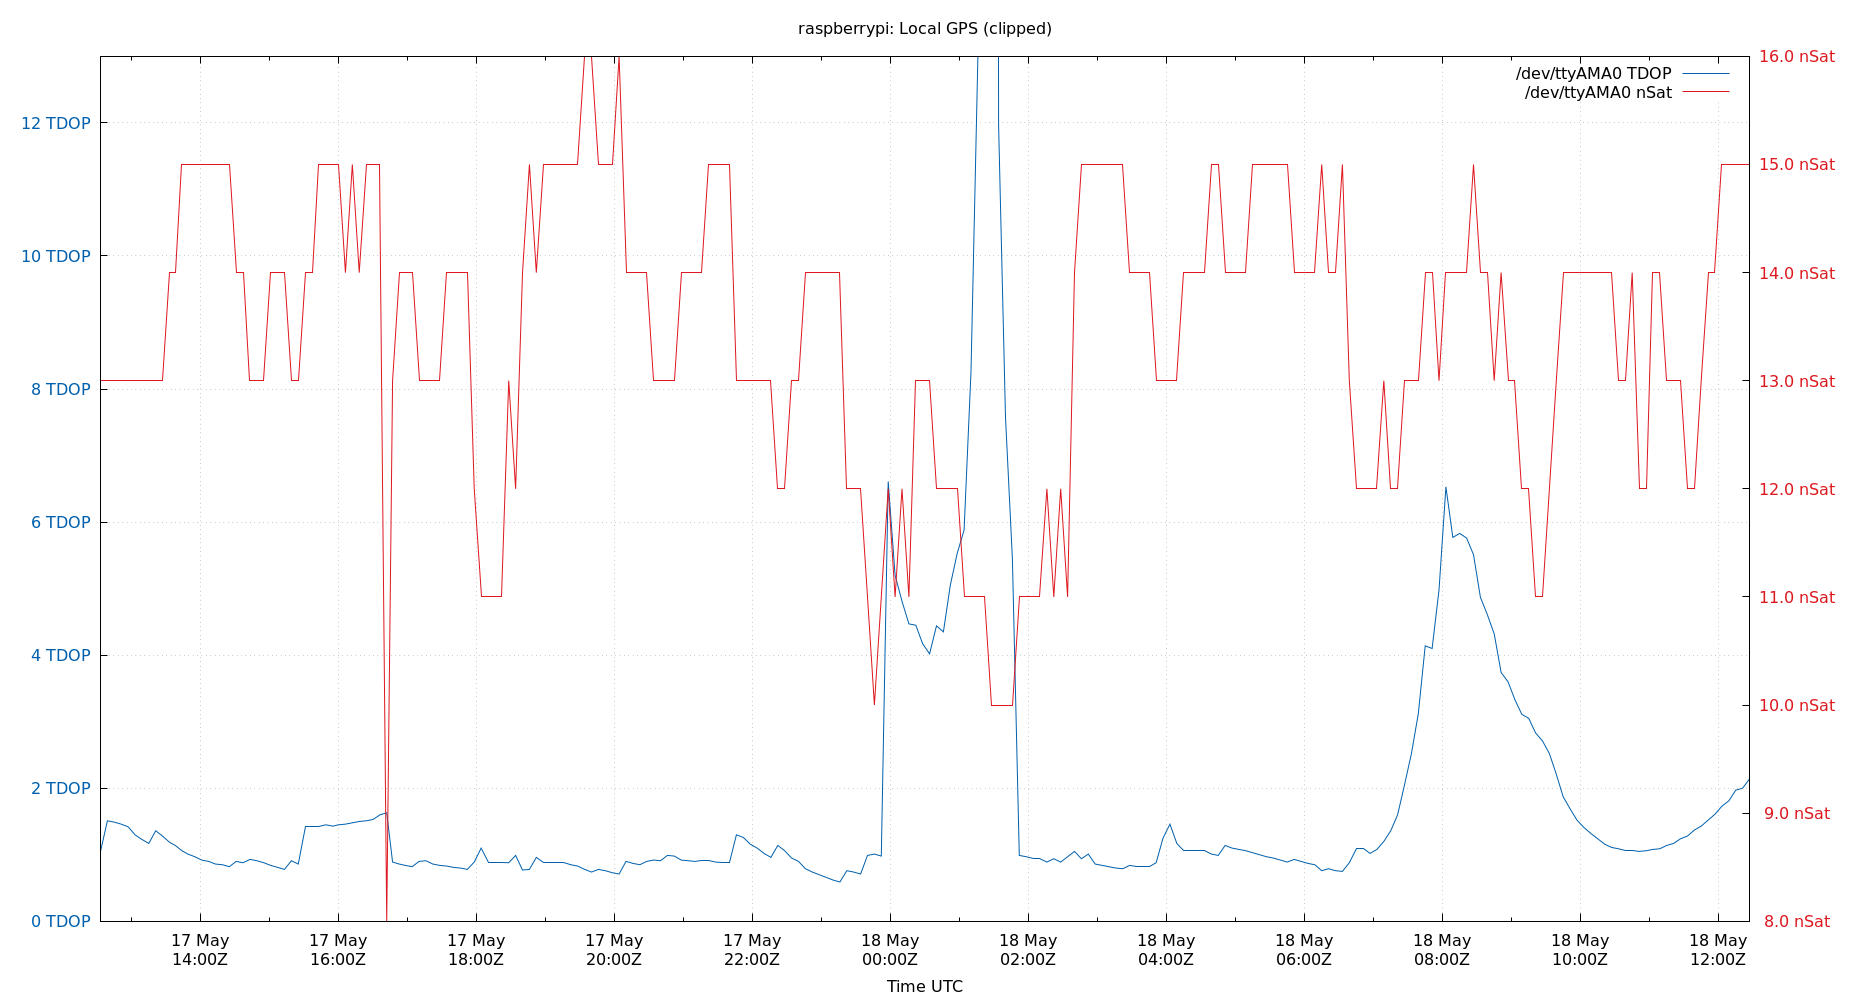 raspberrypi: Local GPS (clipped)
/dev/ttyAMA0 TDOP
/dev/ttyAMA0 nSat
12 TDOP
10 TDOP
8 TDOP
6 TDOP
4 TDOP
2 TDOP
0 TDOP
16.0 nSat
15.0 nSat
14.0 nSat
13.0 nSat
12.0 nSat
11.0 nSat
10.0 nSat
9.0 nSat
8.0 nSat
17 May
14:00Z
17 May
16:00Z
17 May
18:00Z
17 May
20:00Z
17 May
22:00Z
18 May
00:00Z
18 May
02:00Z
18 May
04:00Z
18 May
06:00Z
18 May
08:00Z
18 May
10:00Z
18 May
12:00Z
Time UTC